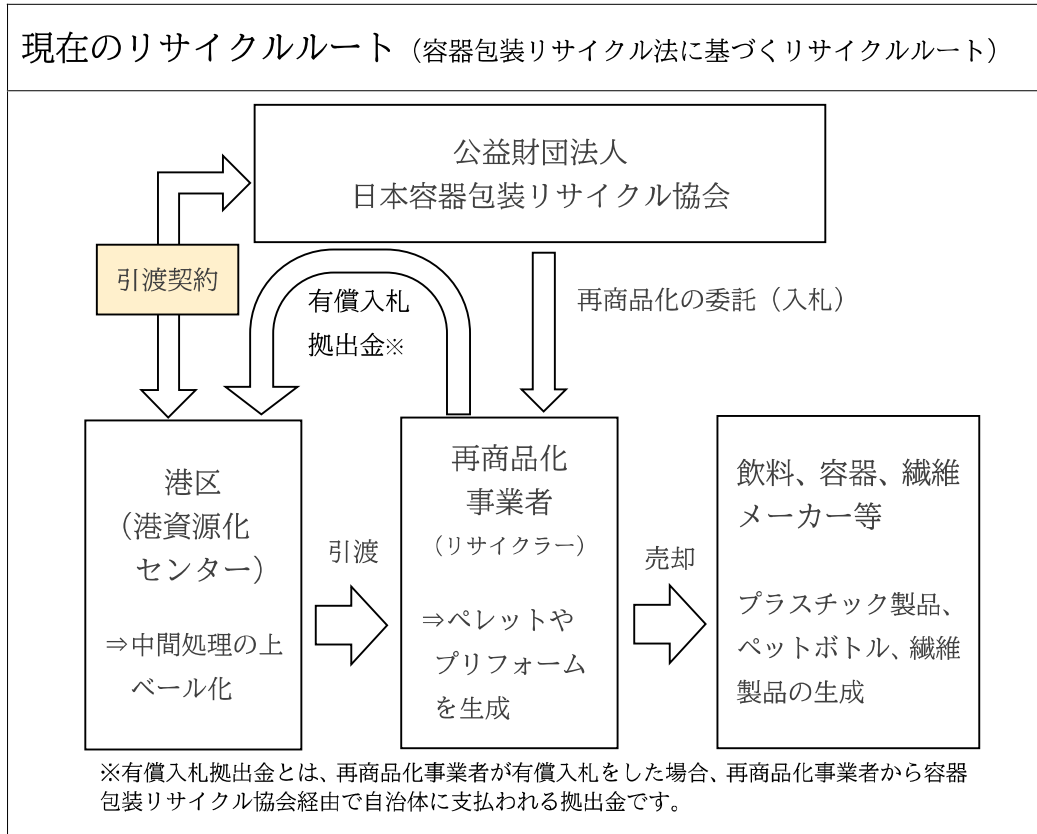 現在のリサイクルルート（容器包装リサイクル法に基づくリサイクルルート）
公益財団法人
日本容器包装リサイクル協会
引渡契約
有償入札
拠出金※
再商品化の委託（入札）
港区
（港資源化
センター）
⇒中間処理の上
ベール化
引渡
再商品化
事業者
（リサイクラー）
⇒ペレットや
プリフォーム
を生成
売却
飲料、容器、繊維
メーカー等
プラスチック製品、
ペットボトル、繊維
製品の生成
※有償入札拠出金とは、再商品化事業者が有償入札をした場合、再商品化事業者から容器
包装リサイクル協会経由で自治体に支払われる拠出金です。